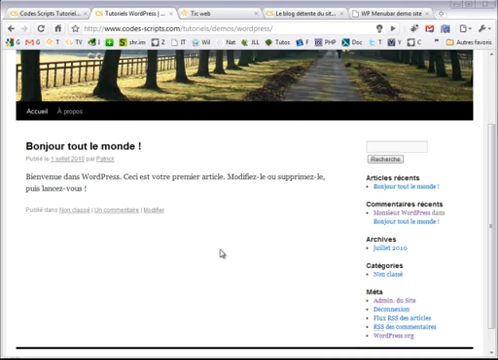 Codes Scripts Tutoriel...
Tutoriels WordPress | ...
Tic web
Le blog détente du sit...
WP Menubar demo site
http://www.codes-scripts.com/tutoriels/demos/wordpress/
Autres favoris
Accueil À propos
Bonjour tout le monde !
Publié le 1 juillet 2010 par Patrick
Bienvenue dans WordPress. Ceci est votre premier article. Modifiez-le ou supprimez-le,
puis lancez-vous !
Publié dans Non classé | Un commentaire | Modifier
Recherche
Articles récents
Bonjour tout le monde !
Commentaires récents
Monsieur WordPress dans
Bonjour tout le monde !
Archives
juillet 2010
Catégories
Non classé
Méta
Admin. du Site
Déconnexion
Flux RSS des articles
RSS des commentaires
WordPress.org